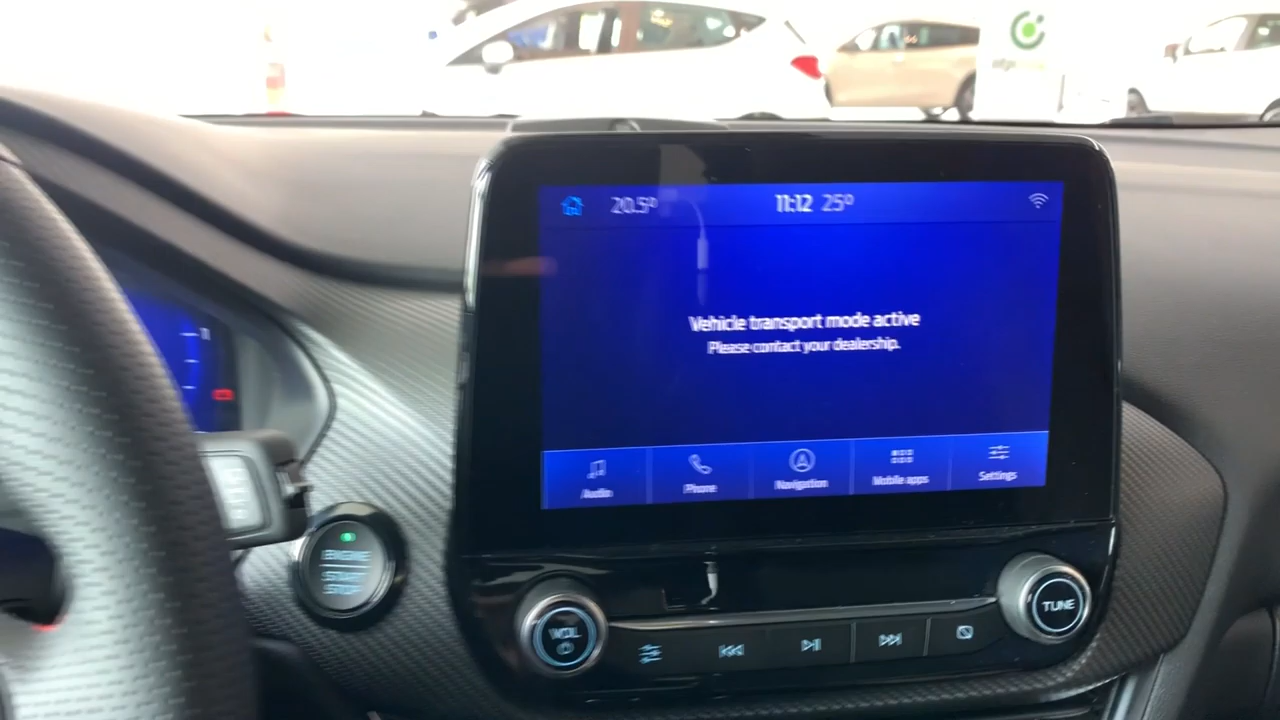 20.5° 11:12 25°
Vehicle transport mode active
Please contact your dealership.
Audio Phone Navigation Mobile apps Settings
ENGINE
START
STOP
VOL
TUNE